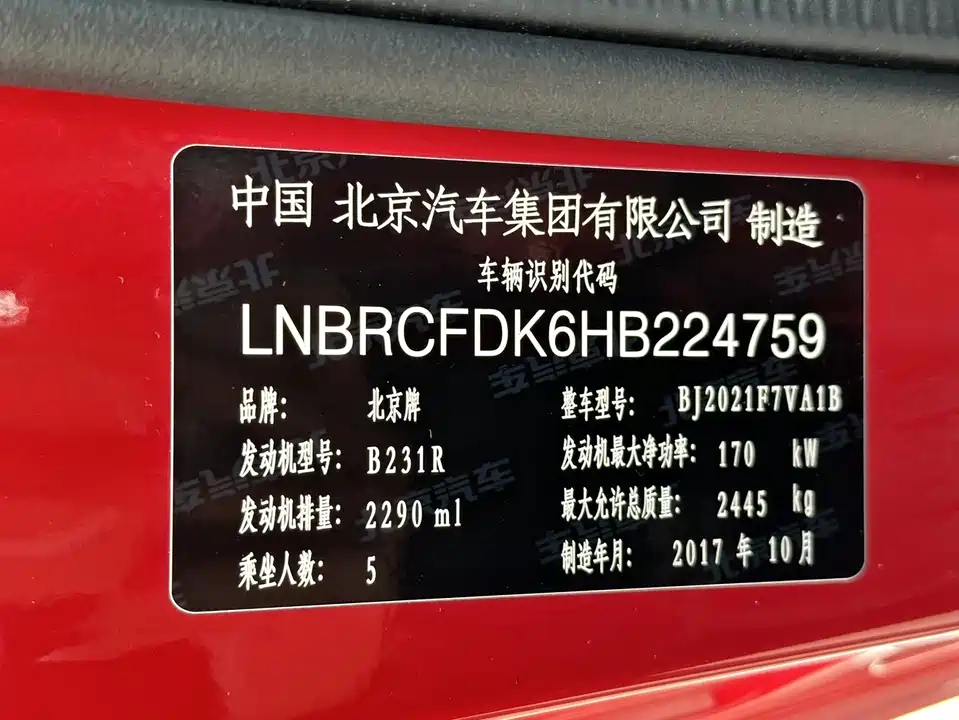 中国 北京汽车集团有限公司 制造
车辆识别代码
LNBRCFDK6HB224759
品牌: 北京牌 整车型号: BJ2021F7VA1B
发动机型号: B231R 发动机最大净功率: 170 kW
发动机排量: 2290 ml 最大允许总质量: 2445 kg
乘坐人数: 5 制造年月: 2017 年 10 月